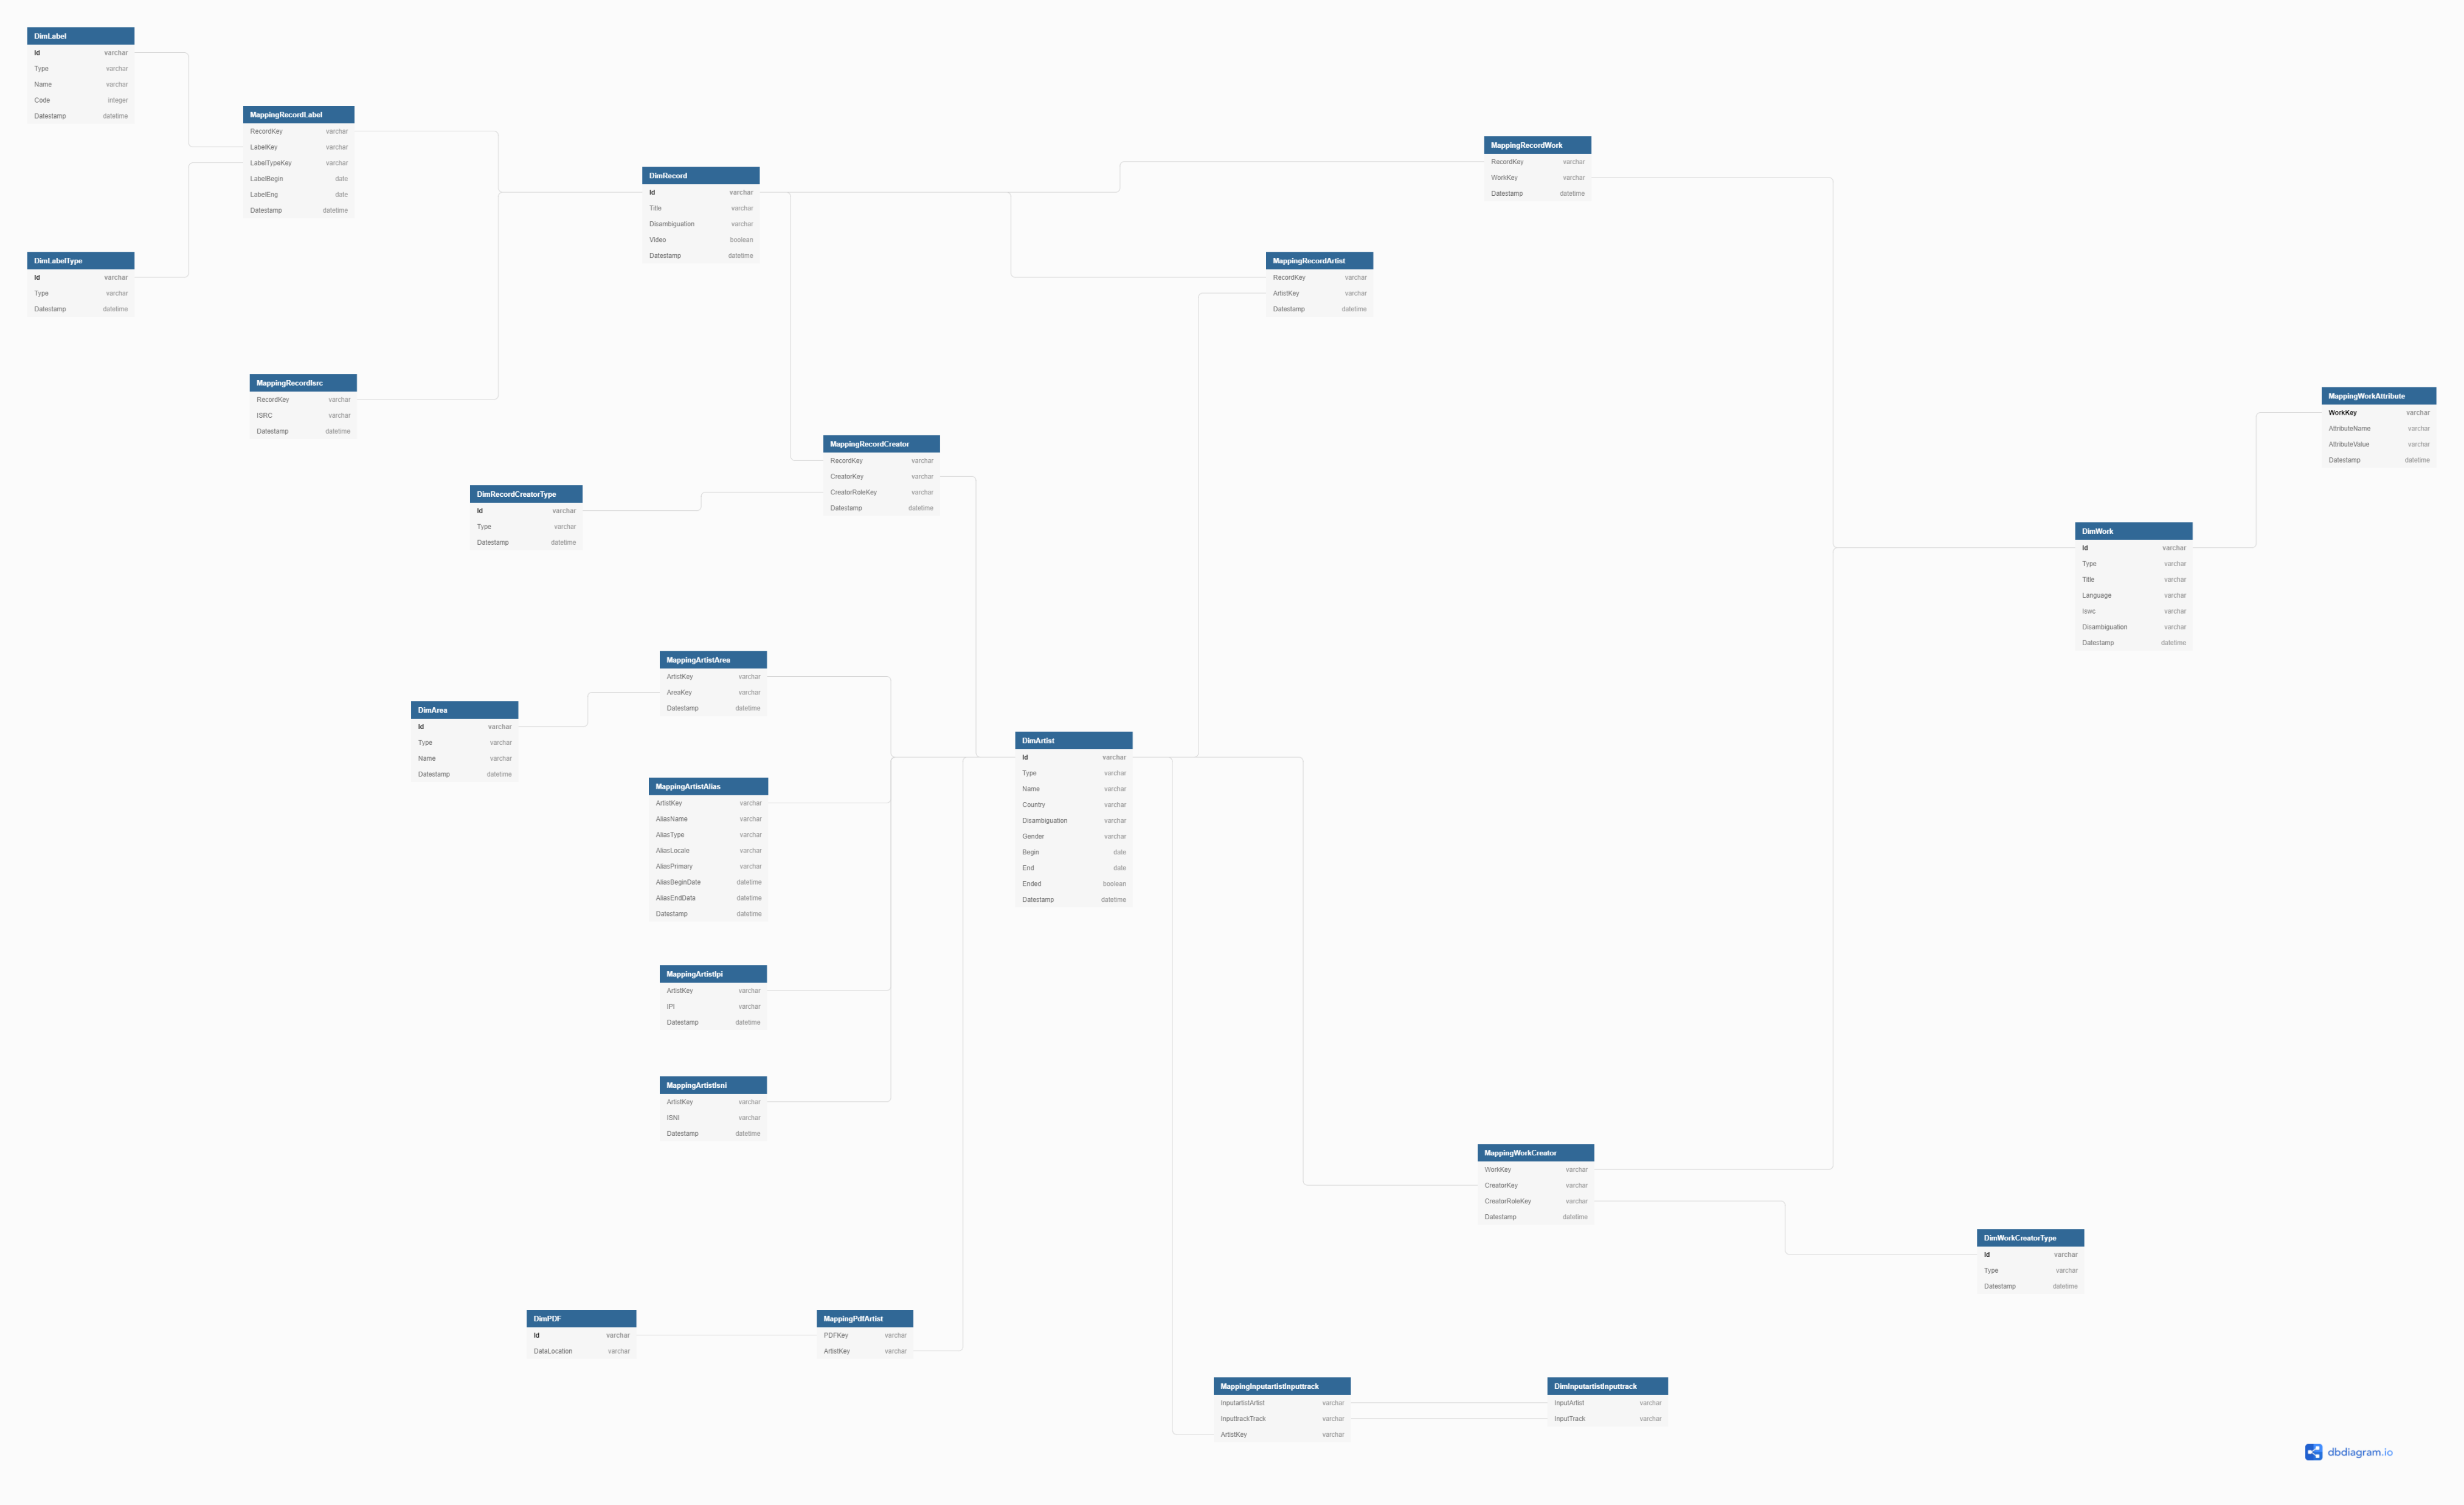 DimLabel
Id varchar
Type varchar
Name varchar
Code integer
Datestamp datetime
MappingRecordLabel
RecordKey varchar
LabelKey varchar
LabelTypeKey varchar
LabelBegin date
LabelEng date
Datestamp datetime
DimLabelType
Id varchar
Type varchar
Datestamp datetime
DimRecord
Id varchar
Title varchar
Disambiguation varchar
Video boolean
Datestamp datetime
MappingRecordWork
RecordKey varchar
WorkKey varchar
Datestamp datetime
MappingRecordArtist
RecordKey varchar
ArtistKey varchar
Datestamp datetime
MappingRecordIsrc
RecordKey varchar
ISRC varchar
Datestamp datetime
MappingRecordCreator
RecordKey varchar
CreatorKey varchar
CreatorRoleKey varchar
Datestamp datetime
DimRecordCreatorType
Id varchar
Type varchar
Datestamp datetime
MappingWorkAttribute
WorkKey varchar
AttributeName varchar
AttributeValue varchar
Datestamp datetime
DimWork
Id varchar
Type varchar
Title varchar
Language varchar
Iswc varchar
Disambiguation varchar
Datestamp datetime
MappingArtistArea
ArtistKey varchar
AreaKey varchar
Datestamp datetime
DimArea
Id varchar
Type varchar
Name varchar
Datestamp datetime
DimArtist
Id varchar
Type varchar
Name varchar
Country varchar
Disambiguation varchar
Gender varchar
Begin date
End date
Ended boolean
Datestamp datetime
MappingArtistAlias
ArtistKey varchar
AliasName varchar
AliasType varchar
AliasLocale varchar
AliasPrimary varchar
AliasBeginDate datetime
AliasEndData datetime
Datestamp datetime
MappingArtistIpi
ArtistKey varchar
IPI varchar
Datestamp datetime
MappingArtistIsni
ArtistKey varchar
ISNI varchar
Datestamp datetime
MappingWorkCreator
WorkKey varchar
CreatorKey varchar
CreatorRoleKey varchar
Datestamp datetime
DimWorkCreatorType
Id varchar
Type varchar
Datestamp datetime
DimPDF
Id varchar
DataLocation varchar
MappingPdfArtist
PDFKey varchar
ArtistKey varchar
MappingInputartistInputtrack
InputartistArtist varchar
InputtrackTrack varchar
ArtistKey varchar
DimInputartistInputtrack
InputArtist varchar
InputTrack varchar
dbdiagram.io